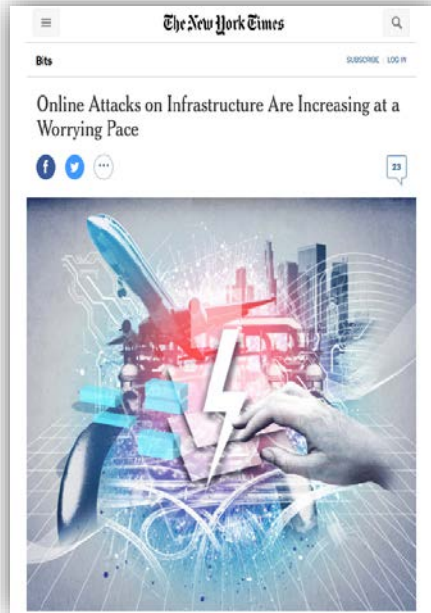 The New York Times
Bits
SUBSCRIBE LOG IN
Online Attacks on Infrastructure Are Increasing at a
Worrying Pace
f
23